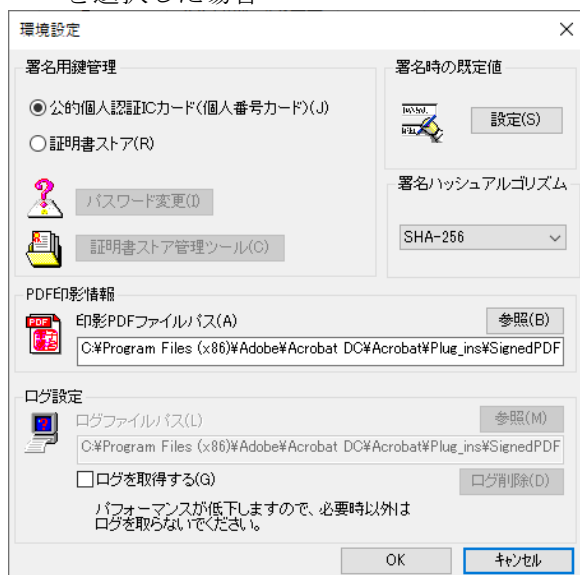 を選択した場合
環境設定
署名用鍵管理
公的個人認証ICカード(個人番号カード)(J)
証明書ストア(R)
パスワード変更(I)
証明書ストア管理ツール(C)
署名時の既定値
設定(S)
署名ハッシュアルゴリズム
SHA-256
PDF印影情報
PDF
印影PDFファイルパス(A)
参照(B)
C:¥Program Files (x86)¥Adobe¥Acrobat DC¥Acrobat¥Plug_ins¥SignedPDF
ログ設定
ログファイルパス(L)
参照(M)
C:¥Program Files (x86)¥Adobe¥Acrobat DC¥Acrobat¥Plug_ins¥SignedPDF
ログを取得する(G)
ログ削除(D)
パフォーマンスが低下しますので、必要時以外は
ログを取らないでください。
OK
キャンセル